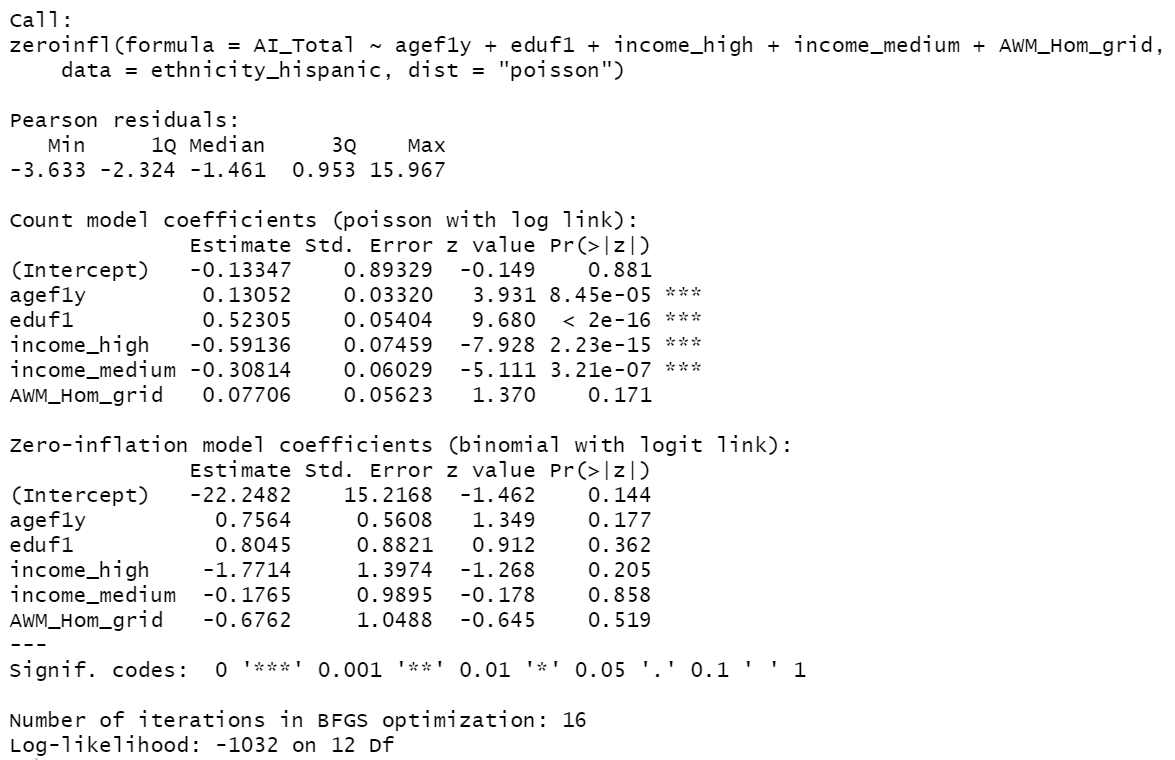 Call:
zeroinfl(formula = AI_Total ~ agef1y + eduf1 + income_high + income_medium + AWM_Hom_grid,
    data = ethnicity_hispanic, dist = "poisson")

Pearson residuals:
   Min     1Q Median     3Q    Max
-3.633 -2.324 -1.461  0.953 15.967

Count model coefficients (poisson with log link):
              Estimate Std. Error z value Pr(>|z|)
(Intercept)   -0.13347    0.89329  -0.149    0.881
agef1y         0.13052    0.03320   3.931 8.45e-05 ***
eduf1          0.52305    0.05404   9.680  < 2e-16 ***
income_high   -0.59136    0.07459  -7.928 2.23e-15 ***
income_medium -0.30814    0.06029  -5.111 3.21e-07 ***
AWM_Hom_grid   0.07706    0.05623   1.370    0.171

Zero-inflation model coefficients (binomial with logit link):
              Estimate Std. Error z value Pr(>|z|)
(Intercept)   -22.2482    15.2168  -1.462    0.144
agef1y          0.7564     0.5608   1.349    0.177
eduf1           0.8045     0.8821   0.912    0.362
income_high    -1.7714     1.3974  -1.268    0.205
income_medium  -0.1765     0.9895  -0.178    0.858
AWM_Hom_grid   -0.6762     1.0488  -0.645    0.519
---
Signif. codes:  0 '***' 0.001 '**' 0.01 '*' 0.05 '.' 0.1 ' ' 1

Number of iterations in BFGS optimization: 16
Log-likelihood: -1032 on 12 Df